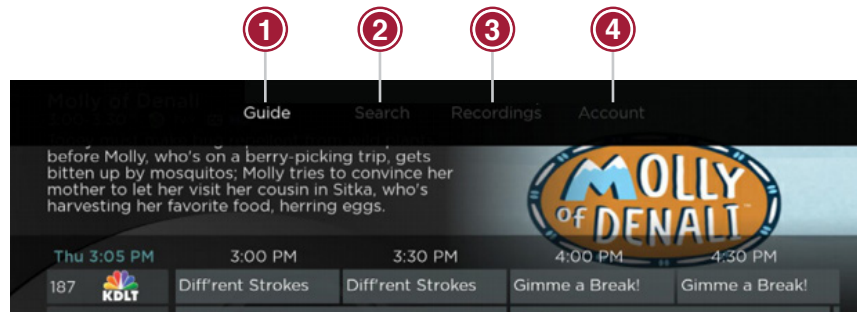 1 2 3 4
Molly of Denali
Guide Search Recordings Account
before Molly, who's on a berry-picking trip, gets
bitten up by mosquitos; Molly tries to convince her
mother to let her visit her cousin in Sitka, who's
harvesting her favorite food, herring eggs.
MOLLY
OF DENALI
Thu 3:05 PM 3:00 PM 3:30 PM 4:00 PM 4:30 PM
187 KDLT Diff'rent Strokes Diff'rent Strokes Gimme a Break! Gimme a Break!